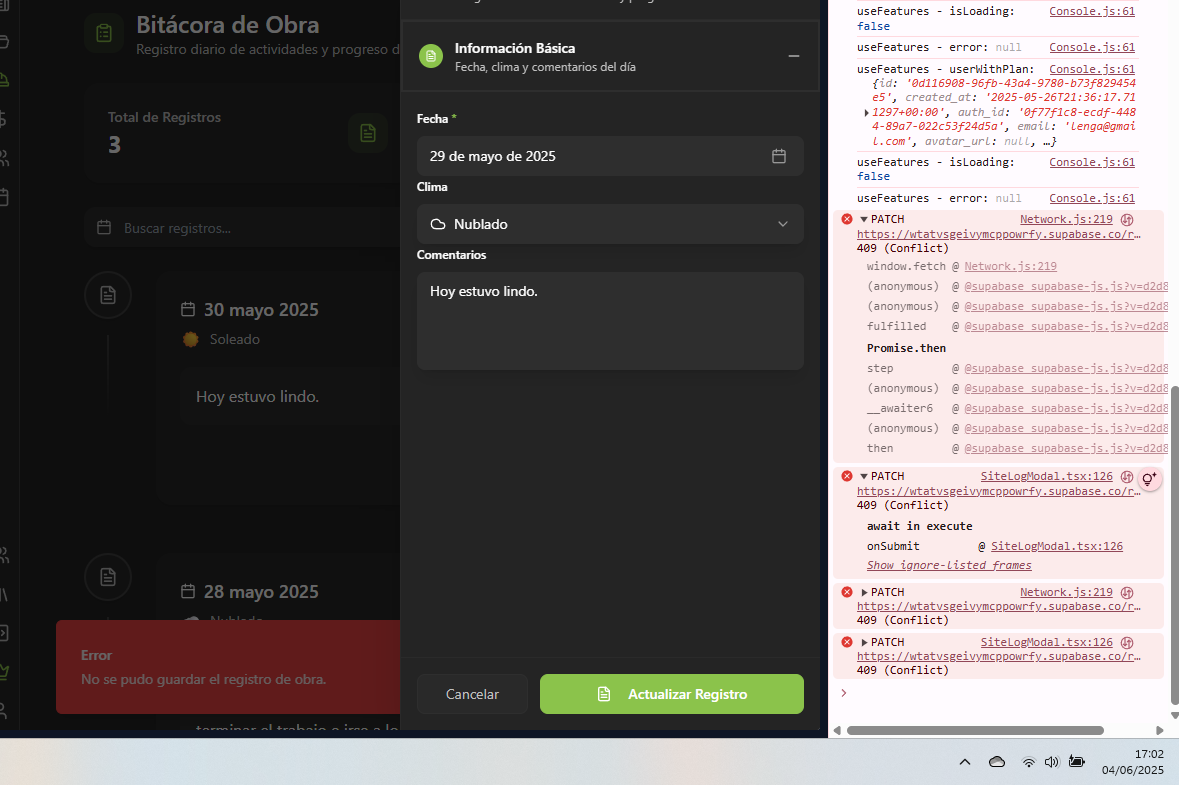 Bitácora de Obra
Registro diario de actividades y progreso d
Total de Registros
3
Buscar registros...
30 mayo 2025
Soleado
Hoy estuvo lindo.
28 mayo 2025
Nublado
Error
No se pudo guardar el registro de obra.
terminar el trabajo o irse a lo
Información Básica
Fecha, clima y comentarios del día
Fecha *
29 de mayo de 2025
Clima
Nublado
Comentarios
Hoy estuvo lindo.
Cancelar
Actualizar Registro
useFeatures - isLoading: Console.js:61
false
useFeatures - error: null Console.js:61
useFeatures - userWithPlan: Console.js:61
{id: '0d116908-96fb-43a4-9780-b73f829454
e5', created_at: '2025-05-26T21:36:17.71
1297+00:00', auth_id: '0f77f1c8-ecdf-448
4-89a7-022c53f24d5a', email: 'lenga@gmai
l.com', avatar_url: null, …}
useFeatures - isLoading: Console.js:61
false
useFeatures - error: null Console.js:61
PATCH Network.js:219
https://wtatvsgeivymcppowrfy.supabase.co/r…
409 (Conflict)
window.fetch @ Network.js:219
(anonymous) @ @supabase_supabase-js.js?v=d2d8
(anonymous) @ @supabase_supabase-js.js?v=d2d8
fulfilled @ @supabase_supabase-js.js?v=d2d8
Promise.then
step @ @supabase_supabase-js.js?v=d2d8
(anonymous) @ @supabase_supabase-js.js?v=d2d8
__awaiter6 @ @supabase_supabase-js.js?v=d2d8
(anonymous) @ @supabase_supabase-js.js?v=d2d8
then @ @supabase_supabase-js.js?v=d2d8
PATCH SiteLogModal.tsx:126
https://wtatvsgeivymcppowrfy.supabase.co/r…
409 (Conflict)
await in execute
onSubmit @ SiteLogModal.tsx:126
Show ignore-listed frames
PATCH Network.js:219
https://wtatvsgeivymcppowrfy.supabase.co/r…
409 (Conflict)
PATCH SiteLogModal.tsx:126
https://wtatvsgeivymcppowrfy.supabase.co/r…
409 (Conflict)
17:02
04/06/2025